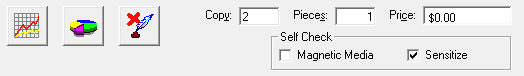 Copy: 2 Pieces: 1 Price: $0.00
Self Check
Magnetic Media Sensitize